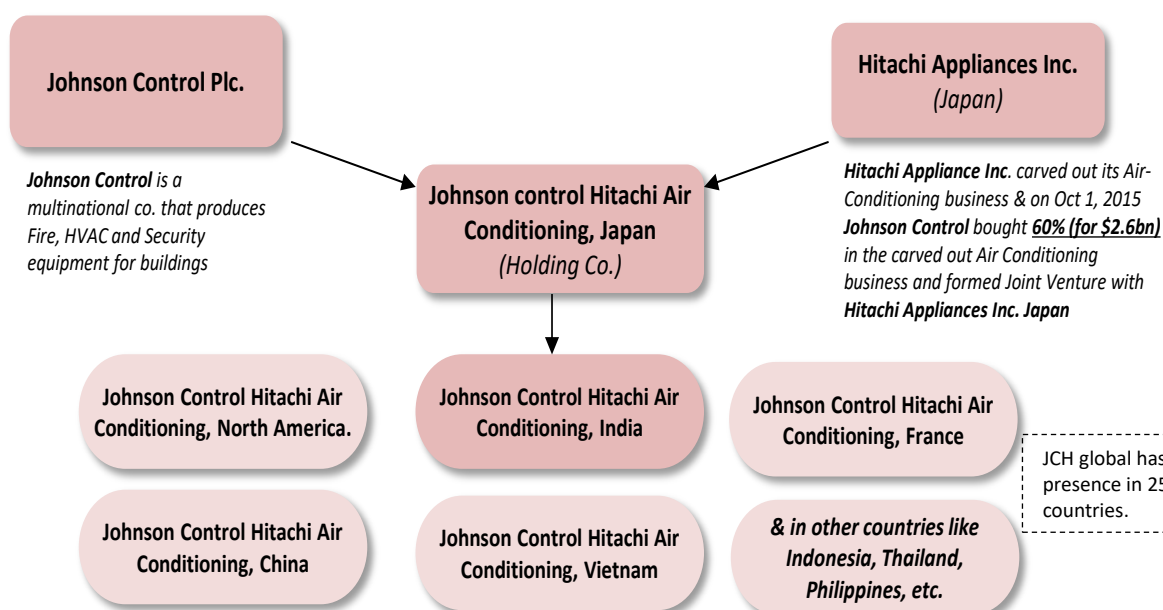 Johnson Control Plc.
Hitachi Appliances Inc.
(Japan)
Johnson Control is a
multinational co. that produces
Fire, HVAC and Security
equipment for buildings
Johnson control Hitachi Air
Conditioning, Japan
(Holding Co.)
Hitachi Appliance Inc. carved out its Air-
Conditioning business & on Oct 1, 2015
Johnson Control bought 60% (for $2.6bn)
in the carved out Air Conditioning
business and formed Joint Venture with
Hitachi Appliances Inc. Japan
Johnson Control Hitachi Air
Conditioning, North America.
Johnson Control Hitachi Air
Conditioning, India
Johnson Control Hitachi Air
Conditioning, France
JCH global has
presence in 25
countries.
Johnson Control Hitachi Air
Conditioning, China
Johnson Control Hitachi Air
Conditioning, Vietnam
& in other countries like
Indonesia, Thailand,
Philippines, etc.